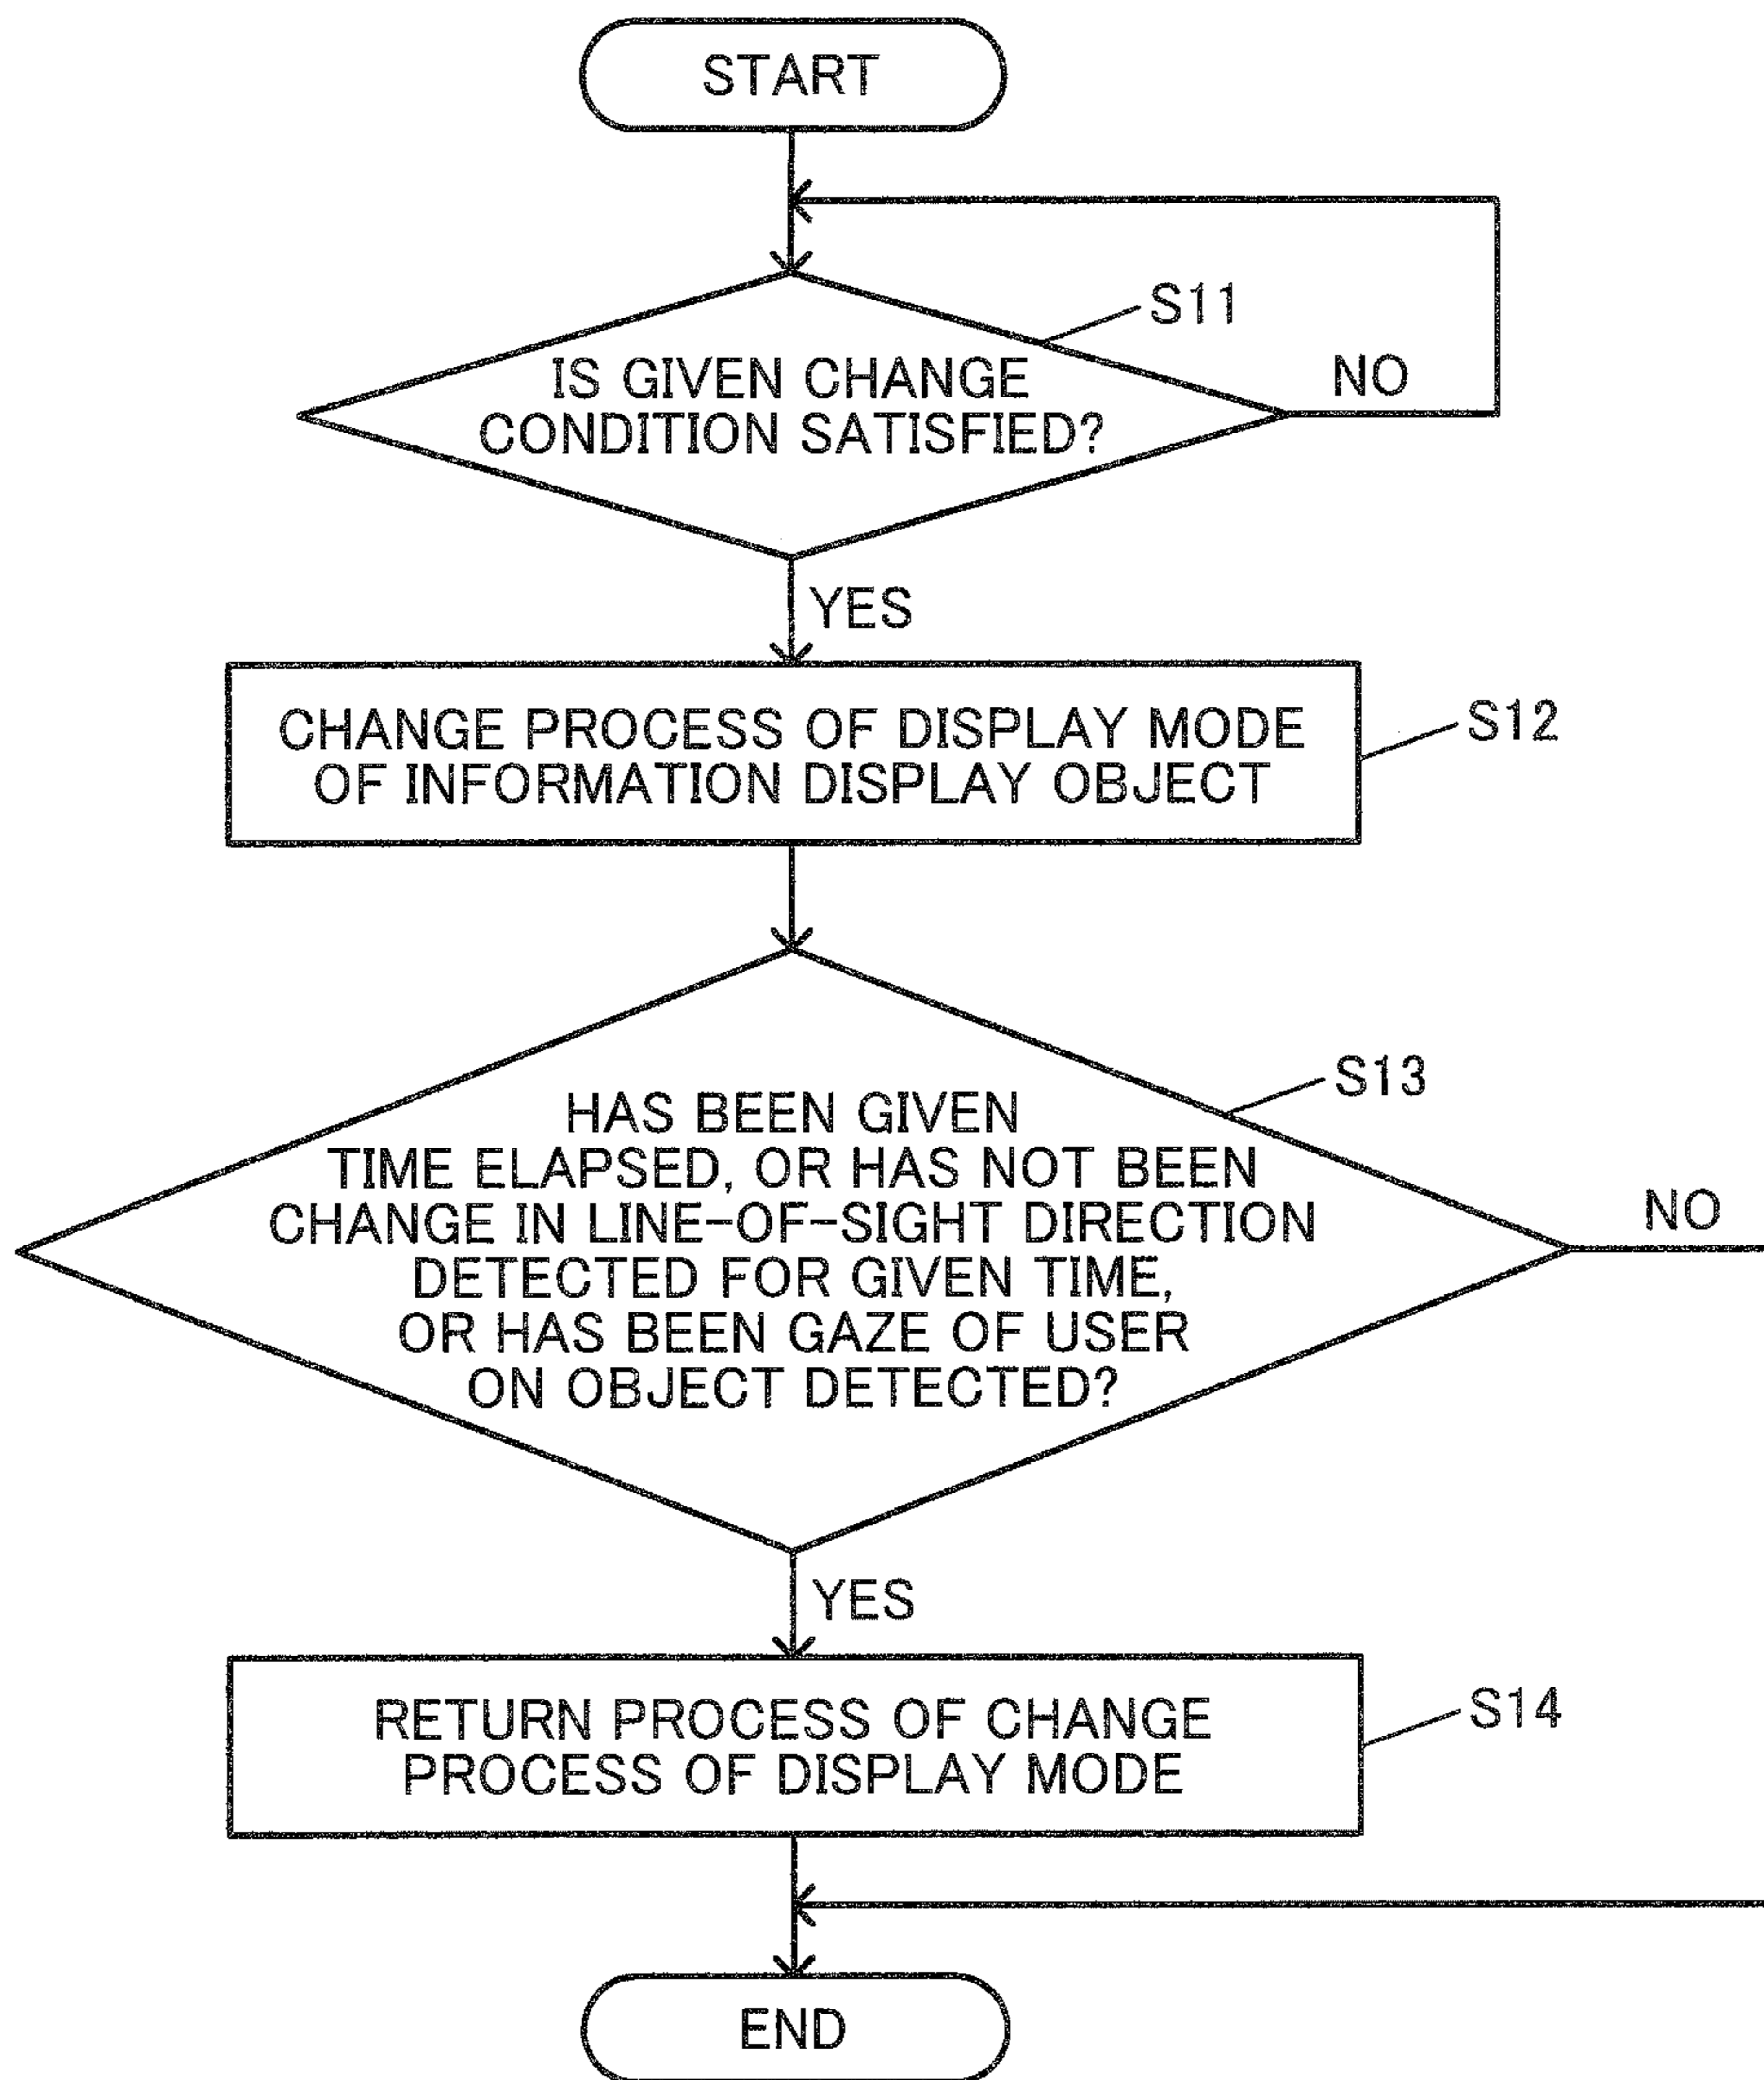 START
S11
IS GIVEN CHANGE
CONDITION SATISFIED?
NO
YES
CHANGE PROCESS OF DISPLAY MODE
OF INFORMATION DISPLAY OBJECT
S12
S13
HAS BEEN GIVEN
TIME ELAPSED, OR HAS NOT BEEN
CHANGE IN LINE-OF-SIGHT DIRECTION
DETECTED FOR GIVEN TIME,
OR HAS BEEN GAZE OF USER
ON OBJECT DETECTED?
NO
YES
RETURN PROCESS OF CHANGE
PROCESS OF DISPLAY MODE
S14
END